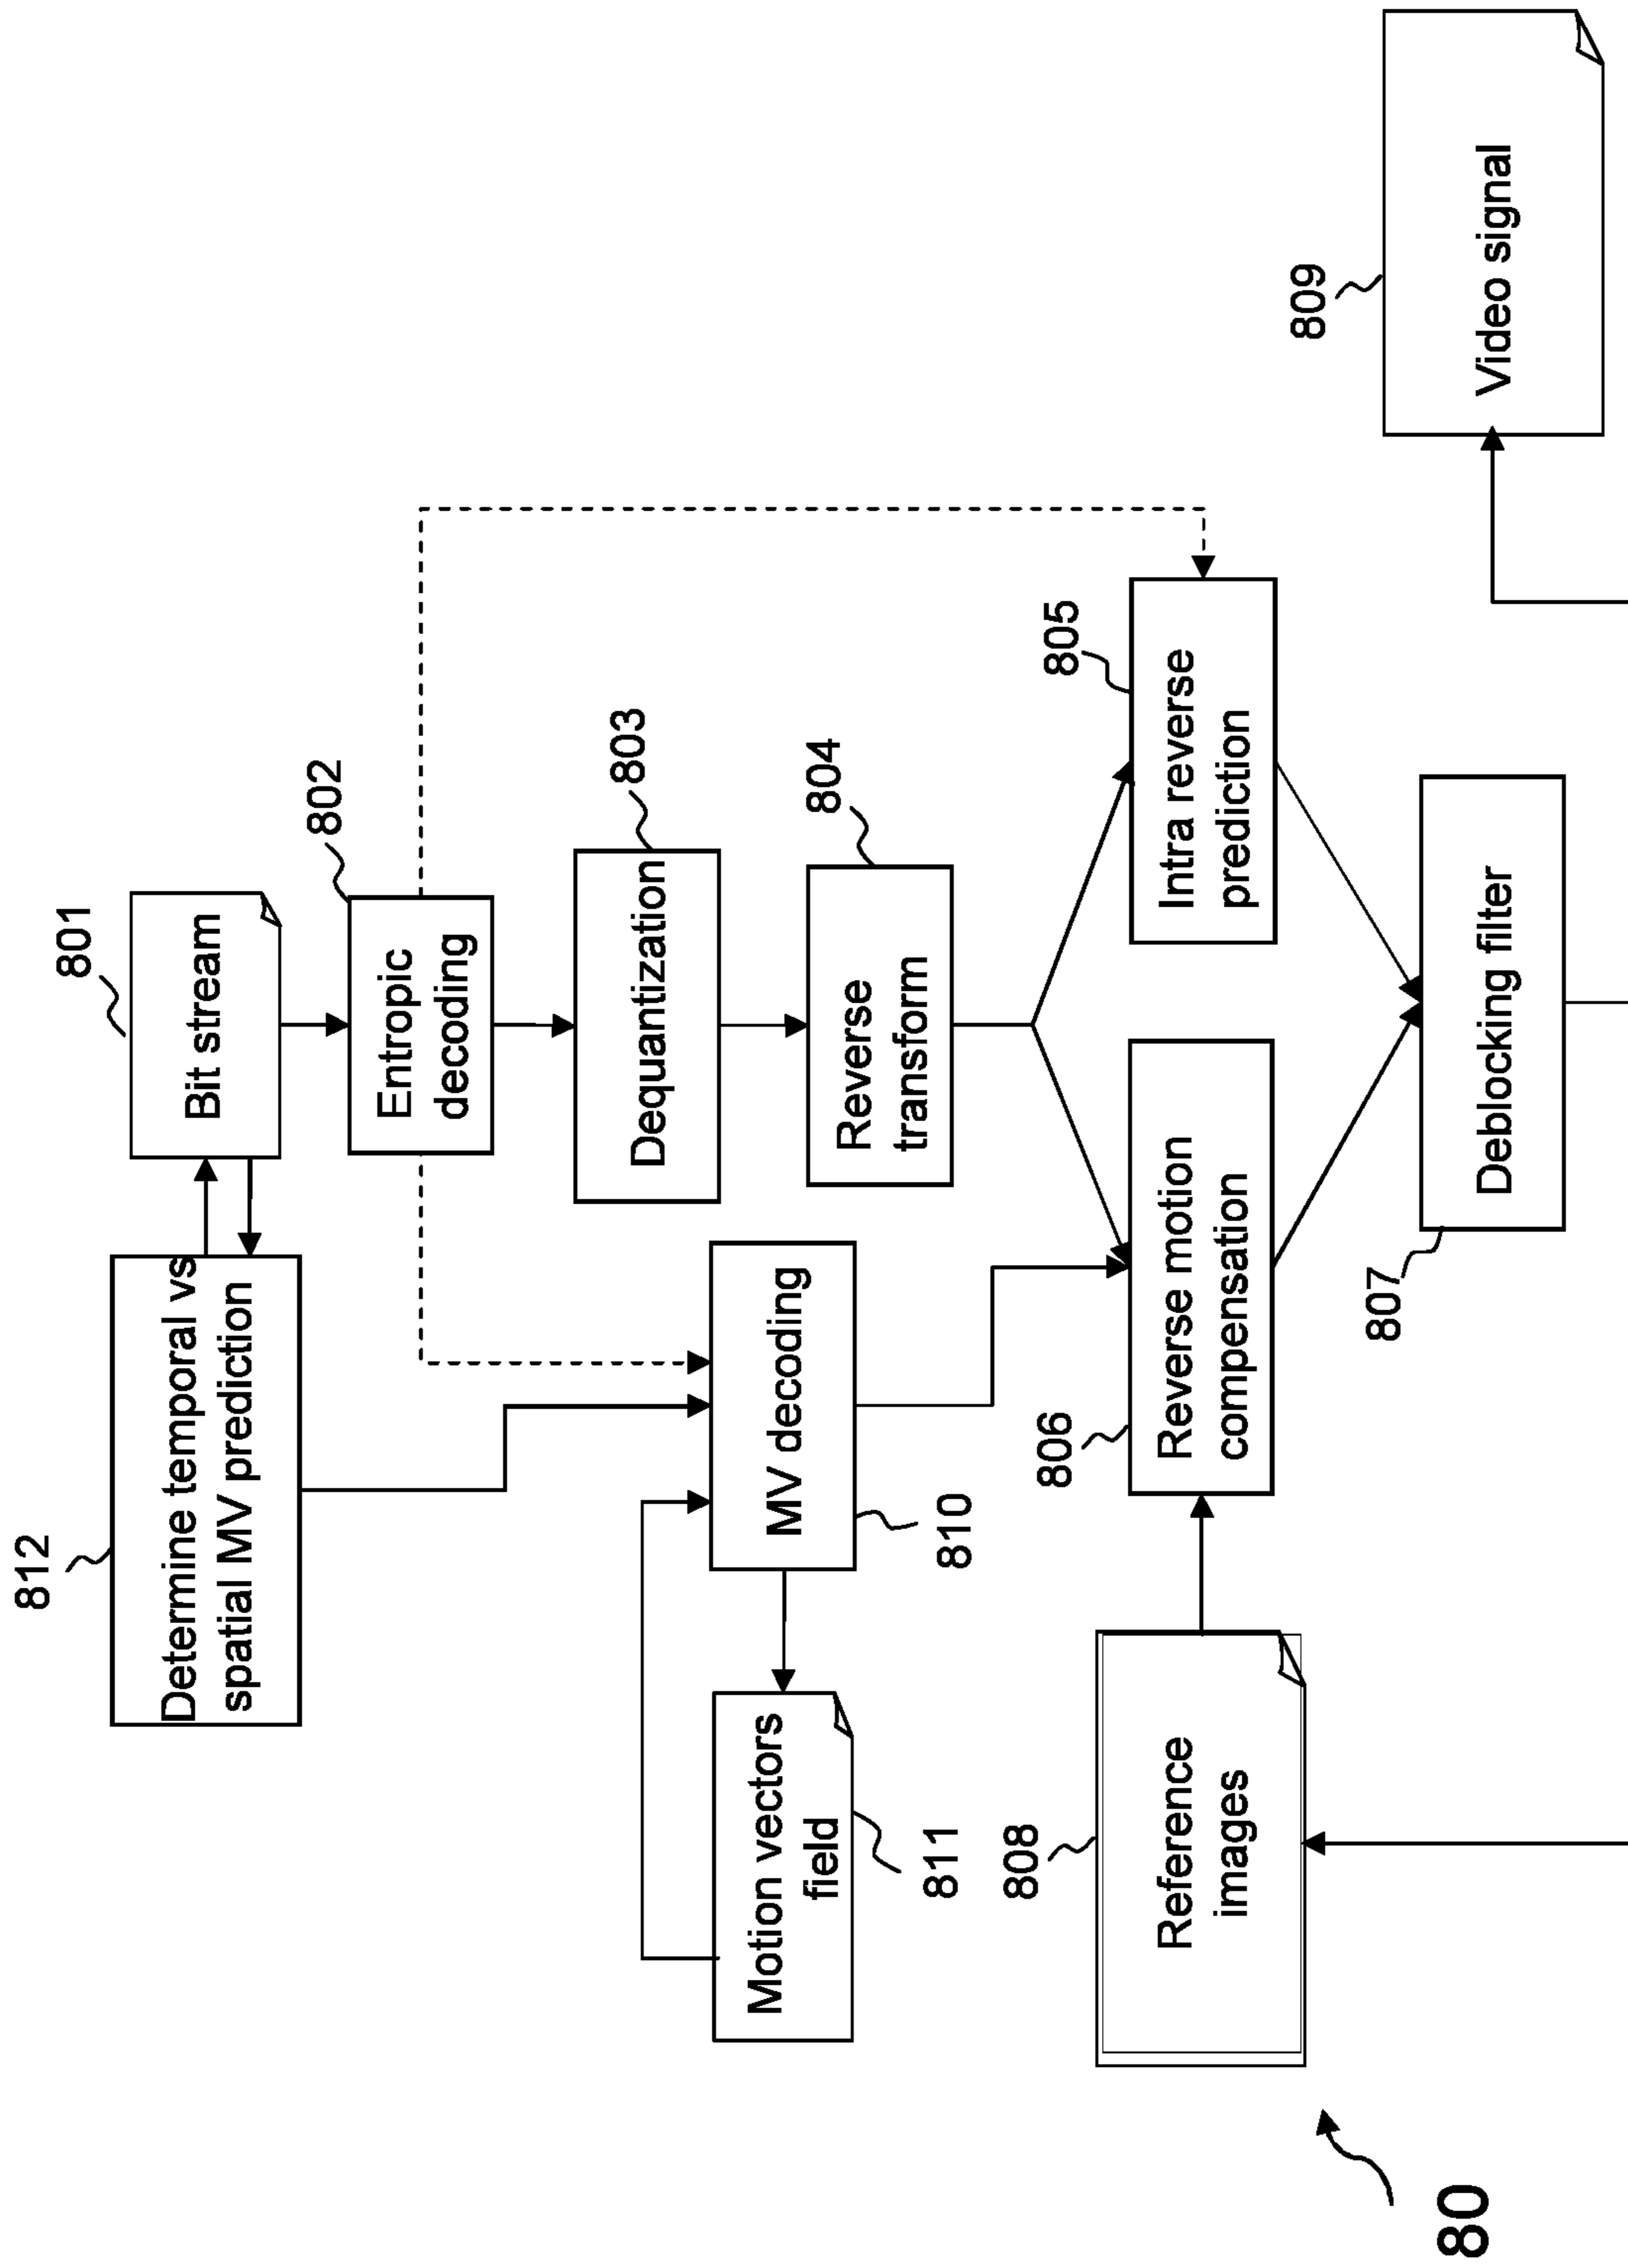 812
Determine temporal vs
spatial MV prediction
801
Bit stream
802
Entropic
decoding
803
Dequantization
804
Reverse
transform
810
MV decoding
811
Motion vectors
field
808
Reference
images
806
Reverse motion
compensation
805
Intra reverse
prediction
807
Deblocking filter
809
Video signal
80